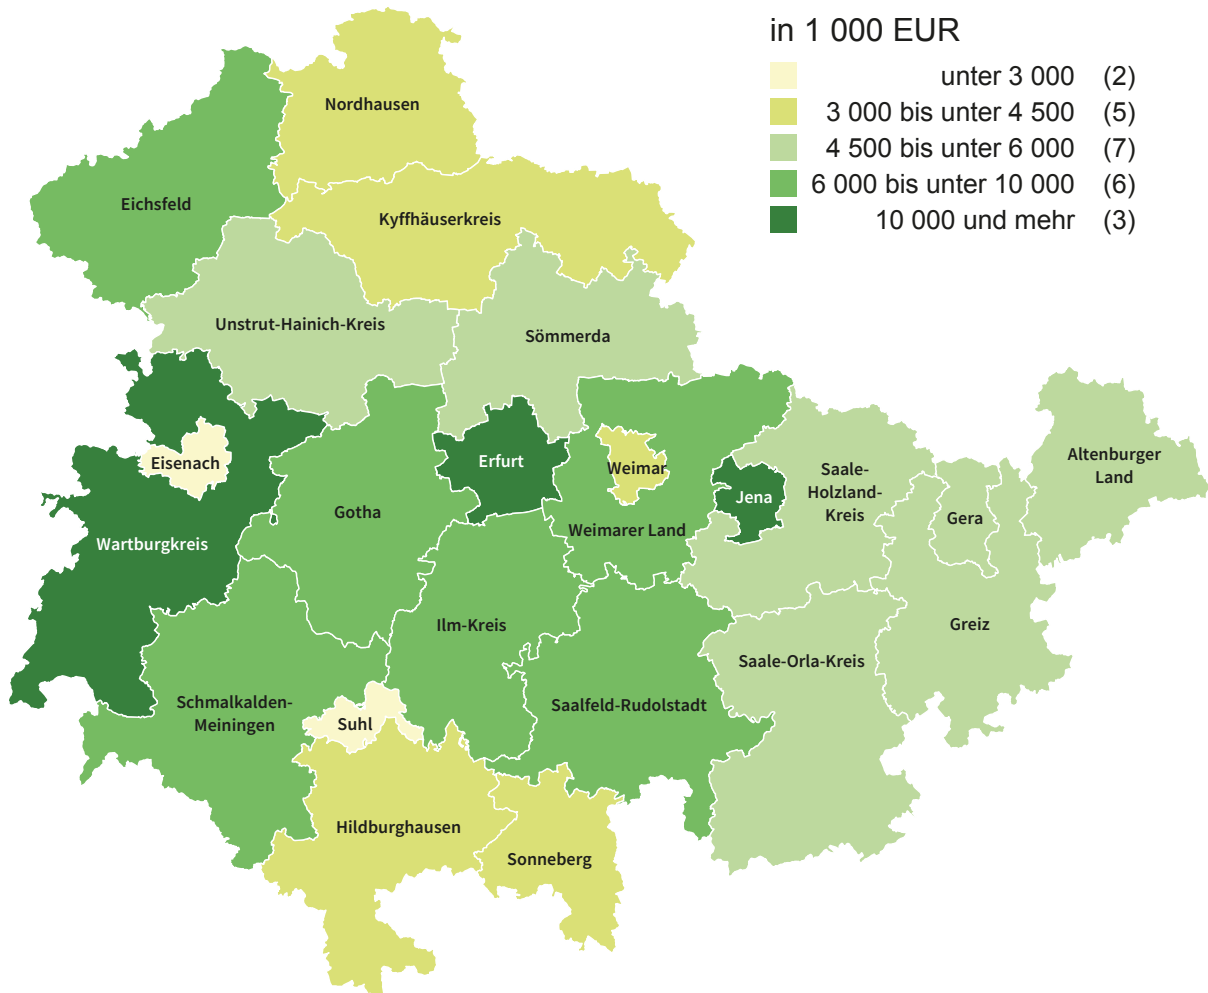 in 1 000 EUR
unter 3 000 (2)
3 000 bis unter 4 500 (5)
4 500 bis unter 6 000 (7)
6 000 bis unter 10 000 (6)
10 000 und mehr (3)
Nordhausen
Eichsfeld
Kyffhäuserkreis
Unstrut-Hainich-Kreis
Sömmerda
Eisenach
Erfurt
Weimar
Jena
Saale-
Holzland-
Kreis
Altenburger
Land
Gotha
Gera
Wartburgkreis
Weimarer Land
Ilm-Kreis
Greiz
Saale-Orla-Kreis
Schmalkalden-
Meiningen
Suhl
Saalfeld-Rudolstadt
Hildburghausen
Sonneberg